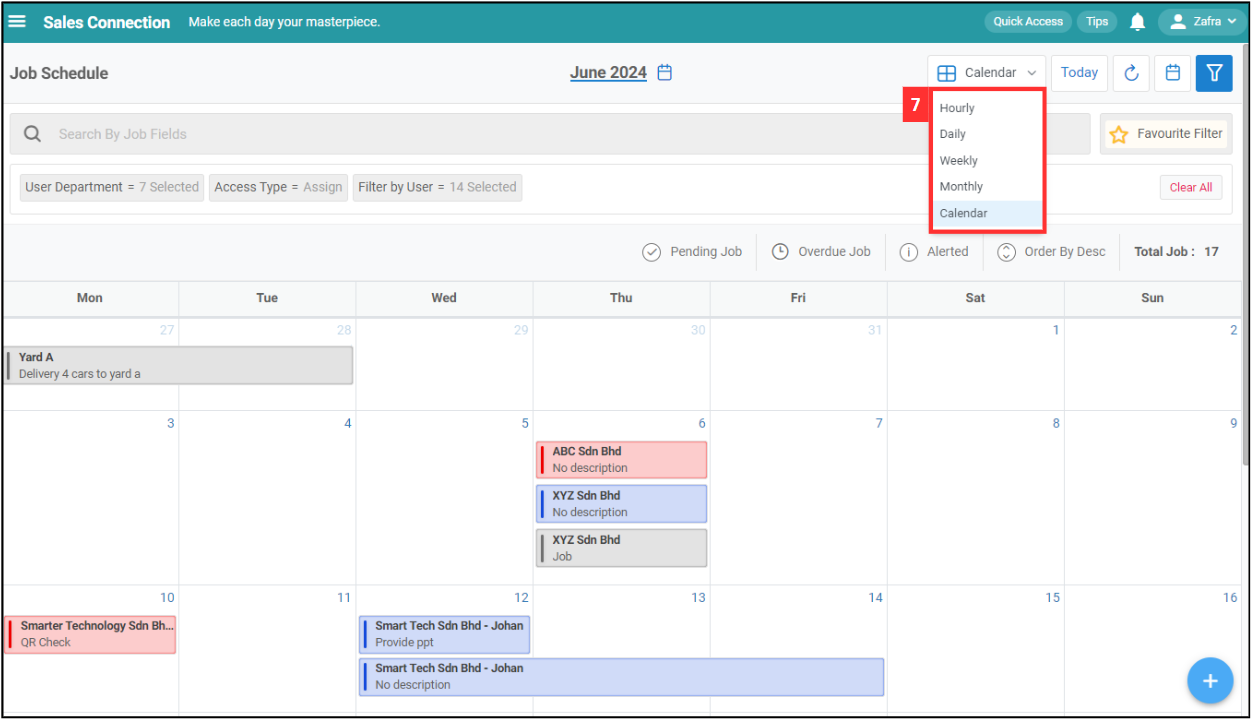 Sales Connection Make each day your masterpiece. Quick Access Tips Zafra
Job Schedule June 2024 Calendar Today
7
Hourly
Daily
Weekly
Monthly
Calendar
Search By Job Fields Favourite Filter
User Department = 7 Selected Access Type = Assign Filter by User = 14 Selected Clear All
Pending Job Overdue Job Alerted Order By Desc Total Job : 17
Mon Tue Wed Thu Fri Sat Sun
27 28 29 30 31 1 2
Yard A
Delivery 4 cars to yard a
3 4 5 6 7 8 9
ABC Sdn Bhd
No description
XYZ Sdn Bhd
No description
XYZ Sdn Bhd
Job
10 11 12 13 14 15 16
Smarter Technology Sdn Bh...
QR Check
Smart Tech Sdn Bhd - Johan
Provide ppt
Smart Tech Sdn Bhd - Johan
No description